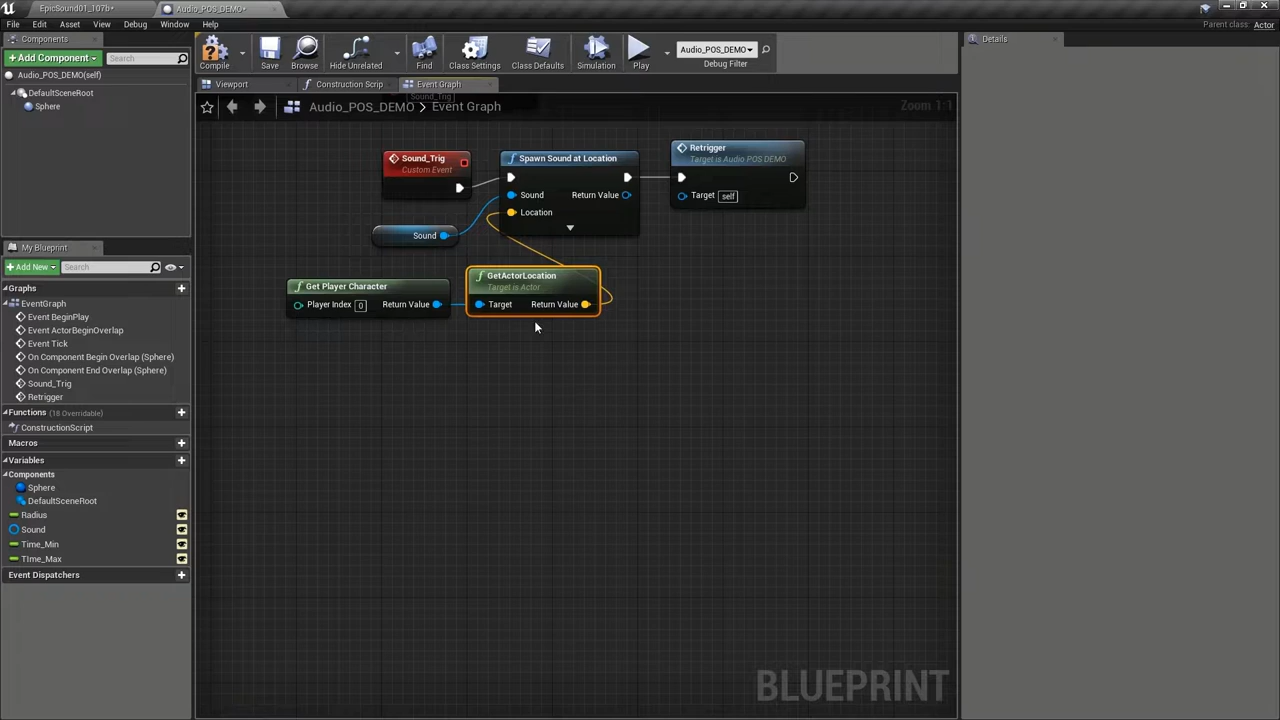 EpicSound01_107b*
Audio_POS_DEMO*
File Edit Asset View Debug Window Help
Parent class: Actor
Components
+ Add Component
Search
Audio_POS_DEMO(self)
DefaultSceneRoot
Sphere
Compile
Save
Browse
Hide Unrelated
Find
Class Settings
Class Defaults
Simulation
Play
Audio_POS_DEMO
Debug Filter
Details
Viewport
Construction Scrip
Event Graph
Sound_Trig
Audio_POS_DEMO > Event Graph
Zoom 1:1
Sound_Trig
Custom Event
Spawn Sound at Location
Sound
Return Value
Location
Retrigger
Target is Audio POS DEMO
Target self
Sound
Get Player Character
Player Index 0
Return Value
GetActorLocation
Target is Actor
Target
Return Value
My Blueprint
+ Add New
Search
Graphs
EventGraph
Event BeginPlay
Event ActorBeginOverlap
Event Tick
On Component Begin Overlap (Sphere)
On Component End Overlap (Sphere)
Sound_Trig
Retrigger
Functions (18 Overridable)
ConstructionScript
Macros
Variables
Components
Sphere
DefaultSceneRoot
Radius
Sound
Time_Min
TIme_Max
Event Dispatchers
BLUEPRINT